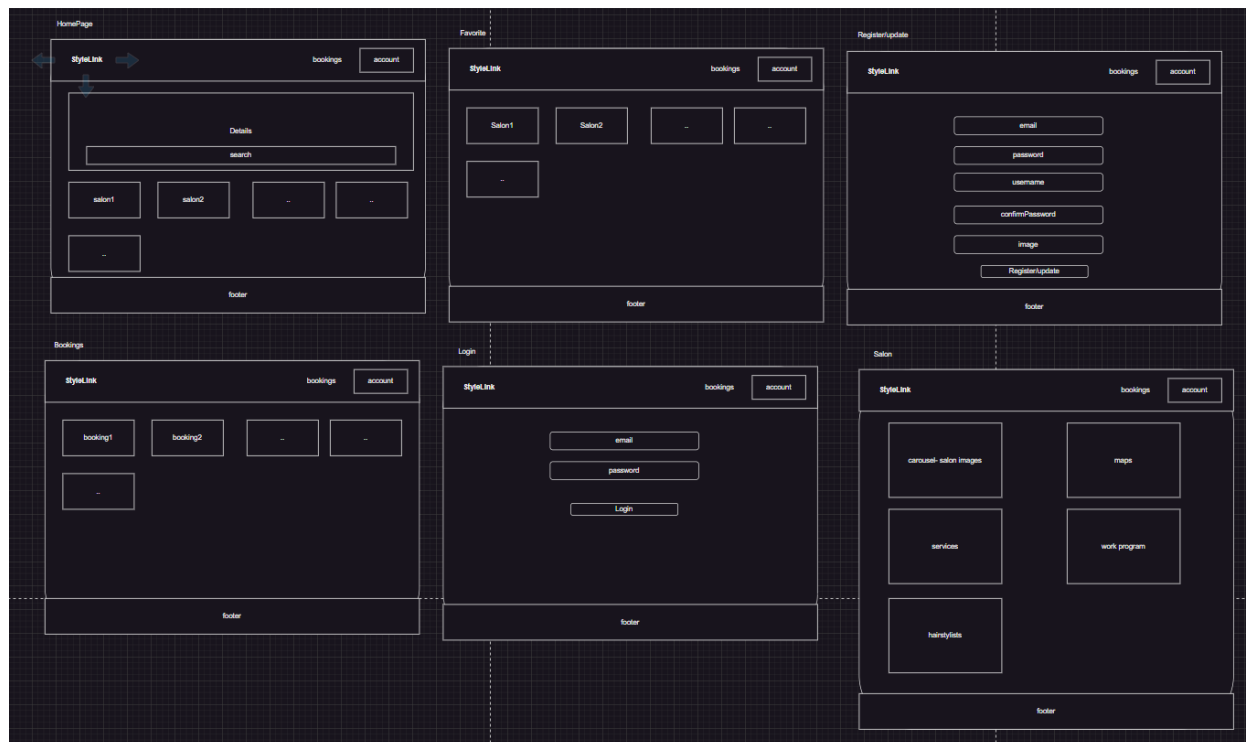 HomePage
StyleLink
bookings
account
Details
search
salon1
salon2
..
..
..
footer
Favorite
StyleLink
bookings
account
Salon1
Salon2
..
..
..
footer
Register/update
StyleLink
bookings
account
email
password
username
confirmPassword
image
Register/update
footer
Bookings
StyleLink
bookings
account
booking1
booking2
..
..
..
footer
Login
StyleLink
bookings
account
email
password
Login
footer
Salon
StyleLink
bookings
account
carousel- salon images
maps
services
work program
hairstylists
footer